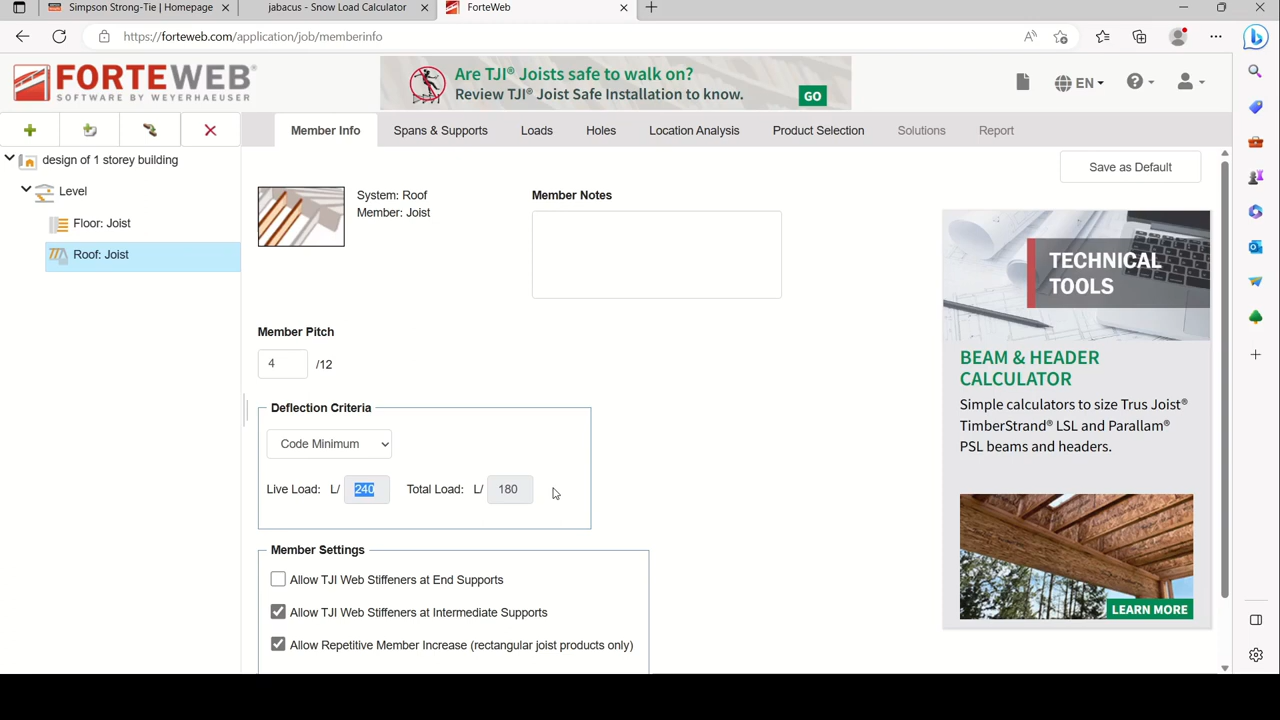 Simpson Strong-Tie | Homepage
jabacus - Snow Load Calculator
ForteWeb
https://forteweb.com/application/job/memberinfo
FORTEWEB®
SOFTWARE BY WEYERHAEUSER
Are TJI® Joists safe to walk on?
Review TJI® Joist Safe Installation to know.
GO
EN
Member Info
Spans & Supports
Loads
Holes
Location Analysis
Product Selection
Solutions
Report
design of 1 storey building
Level
Floor: Joist
Roof: Joist
Save as Default
System: Roof
Member: Joist
Member Notes
Member Pitch
4 /12
Deflection Criteria
Code Minimum
Live Load: L/ 240 Total Load: L/ 180
Member Settings
Allow TJI Web Stiffeners at End Supports
Allow TJI Web Stiffeners at Intermediate Supports
Allow Repetitive Member Increase (rectangular joist products only)
TECHNICAL
TOOLS
BEAM & HEADER
CALCULATOR
Simple calculators to size Trus Joist®
TimberStrand® LSL and Parallam®
PSL beams and headers.
LEARN MORE